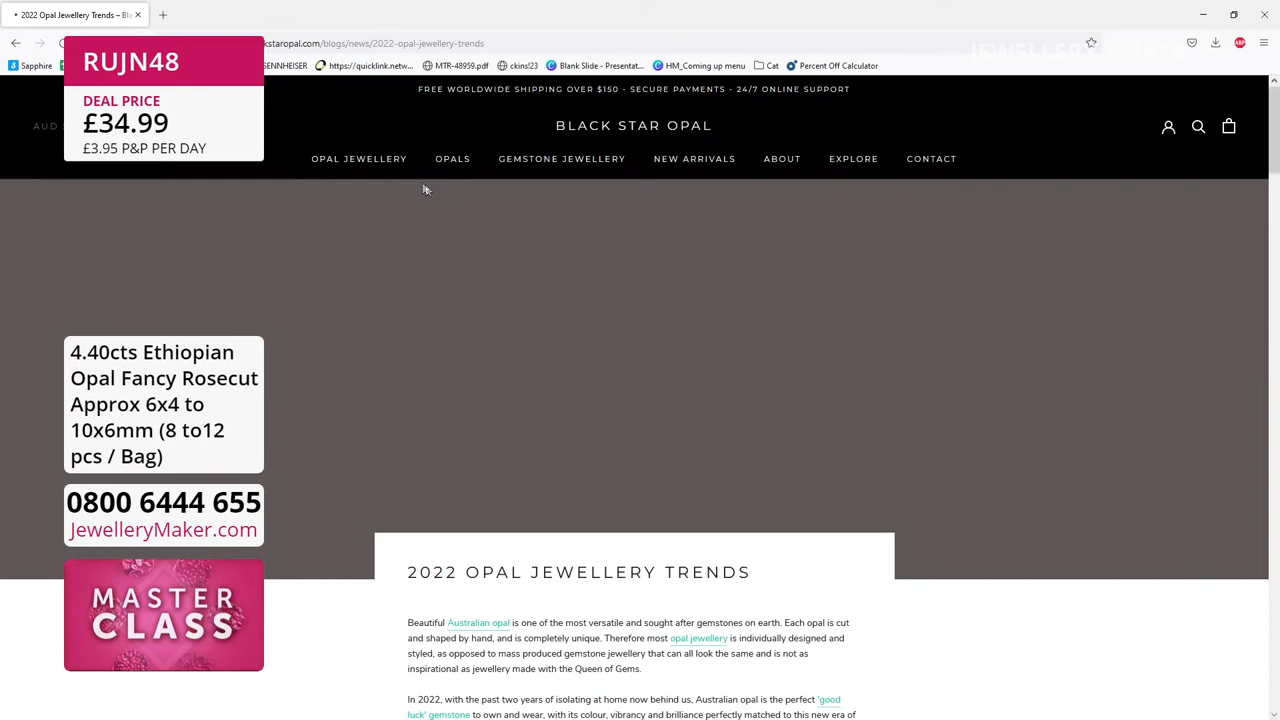 2022 Opal Jewellery Trends – Bla
kstaropal.com/blogs/news/2022-opal-jewellery-trends
Sapphire
ENNHEISER
https://quicklink.netw...
MTR-48959.pdf
ckins!23
Blank Slide - Presentat...
HM_Coming up menu
Cat
Percent Off Calculator
RUJN48
DEAL PRICE
£34.99
£3.95 P&P PER DAY
FREE WORLDWIDE SHIPPING OVER $150 - SECURE PAYMENTS - 24/7 ONLINE SUPPORT
AUD
BLACK STAR OPAL
OPAL JEWELLERY
OPALS
GEMSTONE JEWELLERY
NEW ARRIVALS
ABOUT
EXPLORE
CONTACT
4.40cts Ethiopian
Opal Fancy Rosecut
Approx 6x4 to
10x6mm (8 to12
pcs / Bag)
0800 6444 655
JewelleryMaker.com
MASTER
CLASS
2022 OPAL JEWELLERY TRENDS
Beautiful Australian opal is one of the most versatile and sought after gemstones on earth. Each opal is cut
and shaped by hand, and is completely unique. Therefore most opal jewellery is individually designed and
styled, as opposed to mass produced gemstone jewellery that can all look the same and is not as
inspirational as jewellery made with the Queen of Gems.
In 2022, with the past two years of isolating at home now behind us, Australian opal is the perfect 'good
luck' gemstone to own and wear, with its colour, vibrancy and brilliance perfectly matched to this new era of